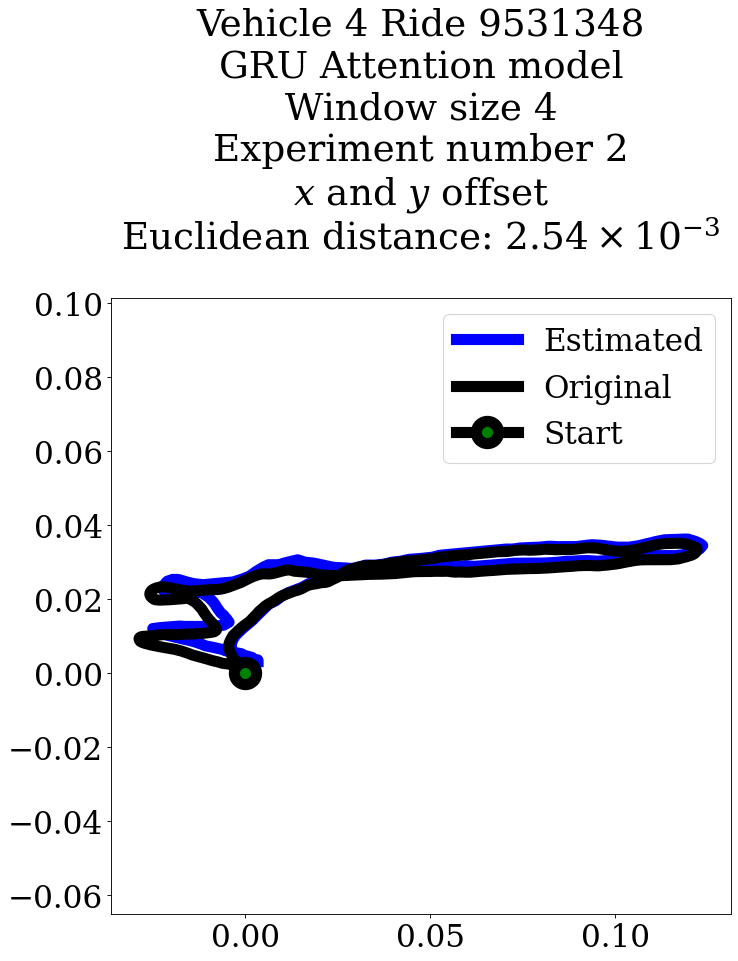 Vehicle 4 Ride 9531348
GRU Attention model
Window size 4
Experiment number 2
x and y offset
Euclidean distance: 2.54 × 10⁻³
0.10
0.08
0.06
0.04
0.02
0.00
−0.02
−0.04
−0.06
Estimated
Original
Start
0.00 0.05 0.10